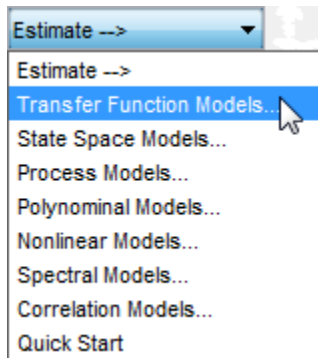 Estimate -->
Estimate -->
Transfer Function Models...
State Space Models...
Process Models...
Polynominal Models...
Nonlinear Models...
Spectral Models...
Correlation Models...
Quick Start